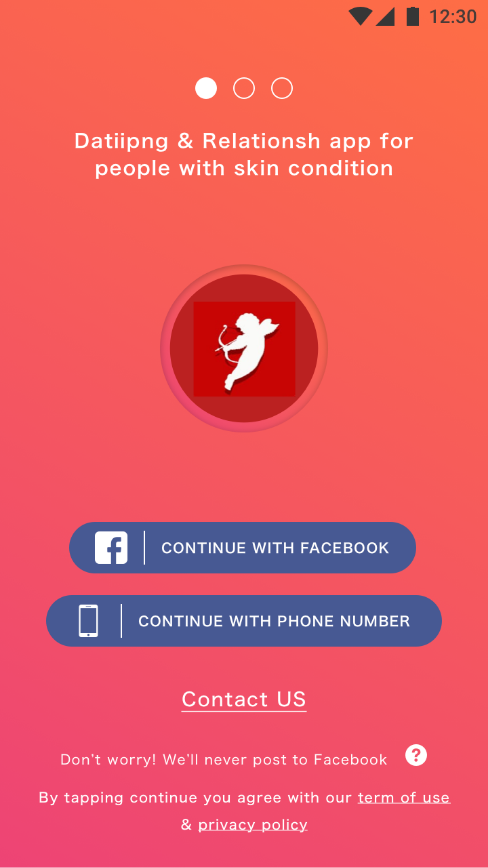 12:30
Datiipng & Relationsh app for
people with skin condition
CONTINUE WITH FACEBOOK
CONTINUE WITH PHONE NUMBER
Contact US
Don't worry! We'll never post to Facebook ?
By tapping continue you agree with our term of use
& privacy policy